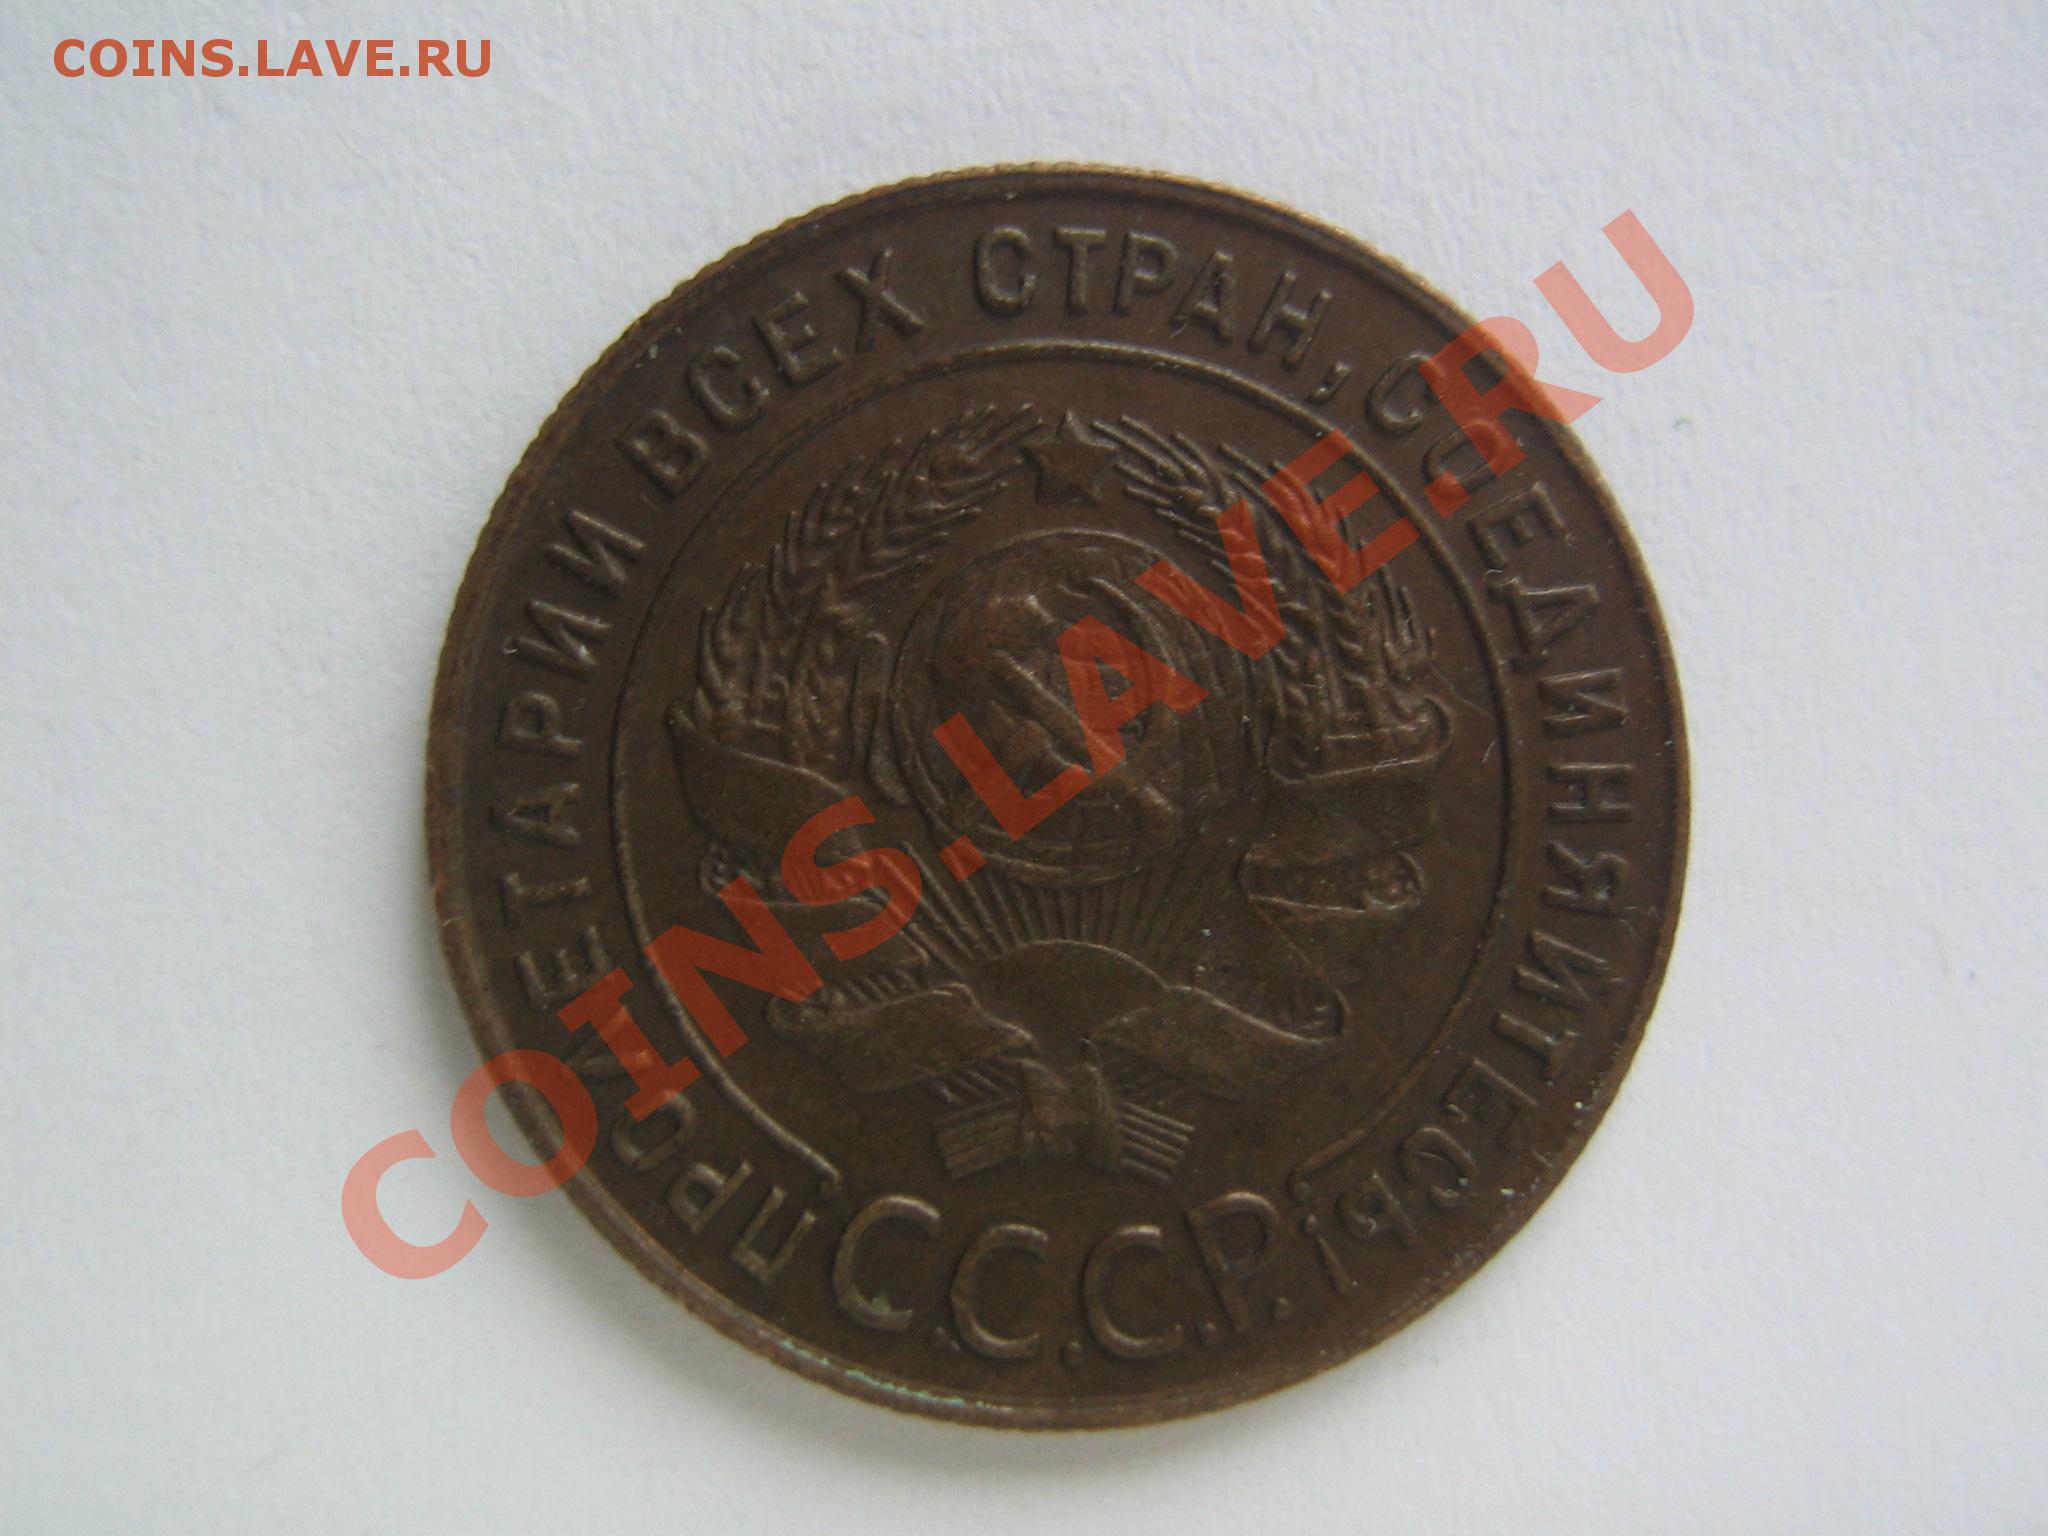 COINS.LAVE.RU
ПРОЛЕТАРИИ ВСЕХ СТРАН, СОЕДИНЯЙТЕСЬ!
С.С.С.Р.
COINS.LAVE.RU